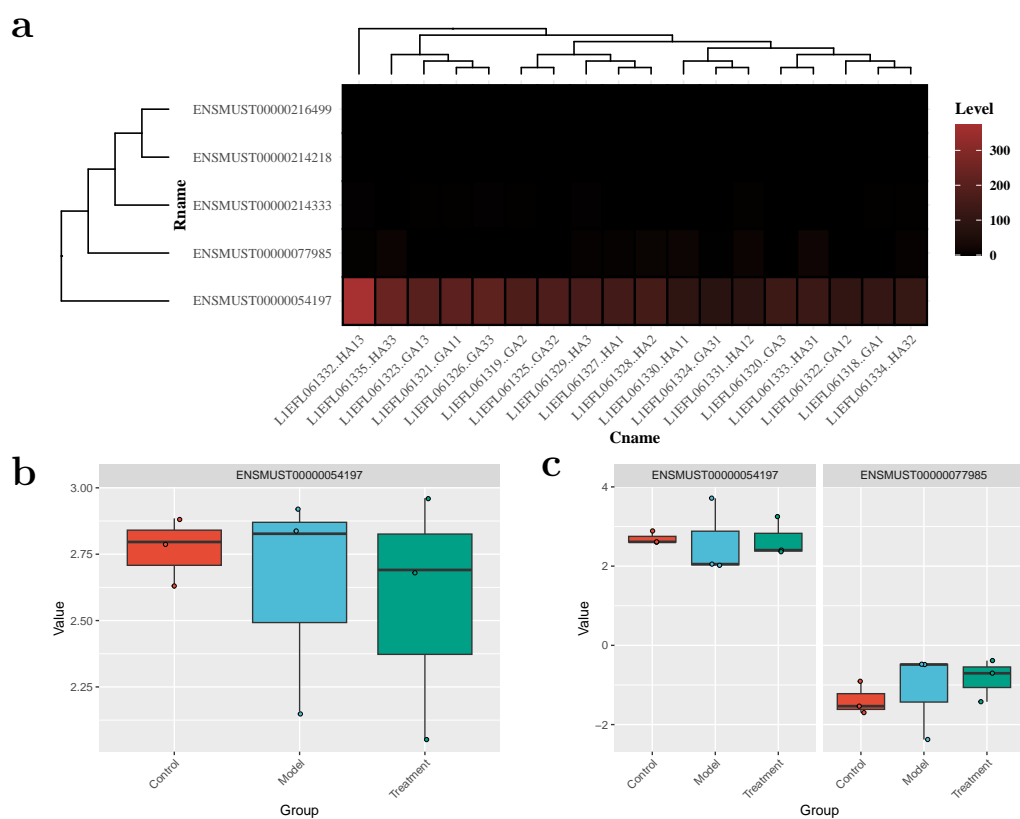 a
ENSMUST00000216499
ENSMUST00000214218
ENSMUST00000214333
ENSMUST00000077985
ENSMUST00000054197
Rname
Level
300
200
100
0
L1EFL061332..HA13
L1EFL061335..HA33
L1EFL061323..GA13
L1EFL061321..GA11
L1EFL061326..GA33
L1EFL061319..GA2
L1EFL061325..GA32
L1EFL061329..HA3
L1EFL061327..HA1
L1EFL061328..HA2
L1EFL061330..HA11
L1EFL061324..GA31
L1EFL061331..HA12
L1EFL061320..GA3
L1EFL061333..HA31
L1EFL061322..GA12
L1EFL061318..GA1
L1EFL061334..HA32
Cname
b
ENSMUST00000054197
3.00
2.75
2.50
2.25
Value
Control
Model
Treatment
Group
c
ENSMUST00000054197
ENSMUST00000077985
4
2
0
−2
Value
Control
Model
Treatment
Control
Model
Treatment
Group